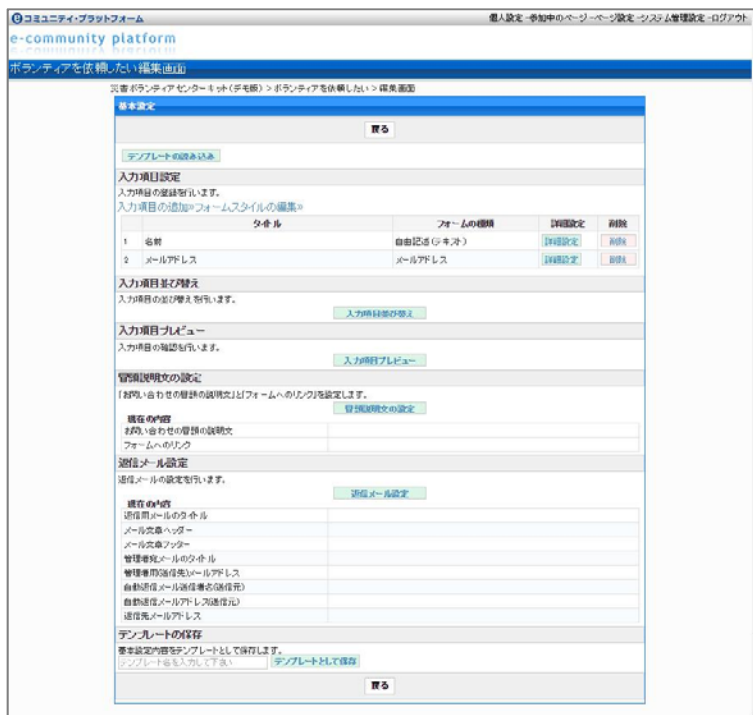 eコミュニティ・プラットフォーム
個人設定 -参加中のページ -ページ設定 -システム管理設定 -ログアウト
e-community platform
ボランティアを依頼したい編集画面
災害ボランティアセンターキット(デモ版) > ボランティアを依頼したい > 編集画面
基本設定
戻る
テンプレートの読み込み
入力項目設定
入力項目の登録を行います。
入力項目の追加»フォームスタイルの編集»
タイトル フォームの種類 詳細設定 削除
1 名前 自由記述(テキスト) 詳細設定 削除
2 メールアドレス メールアドレス 詳細設定 削除
入力項目並び替え
入力項目の並び替えを行います。
入力項目並び替え
入力項目プレビュー
入力項目の確認を行います。
入力項目プレビュー
冒頭説明文の設定
「お問い合わせの冒頭の説明文」と「フォームへのリンク」を設定します。
冒頭説明文の設定
現在の内容
お問い合わせの冒頭の説明文
フォームへのリンク
返信メール設定
返信メールの設定を行います。
返信メール設定
現在の内容
返信用メールのタイトル
メール文章ヘッダー
メール文章フッター
管理者宛メールのタイトル
管理者用(送信先)メールアドレス
自動返信メール送信者名(送信元)
自動返信メールアドレス(送信元)
返信先メールアドレス
テンプレートの保存
基本設定内容をテンプレートとして保存します。
テンプレート名を入力して下さい テンプレートとして保存
戻る